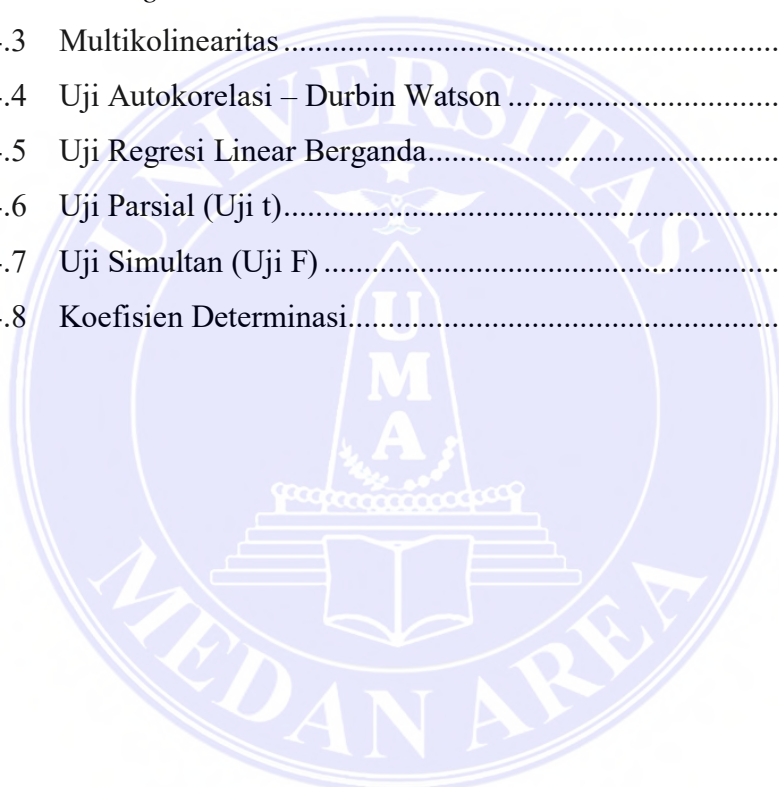 .3 Multikolinearitas..............................................................
.4 Uji Autokorelasi – Durbin Watson..................................
.5 Uji Regresi Linear Berganda............................................
.6 Uji Parsial (Uji t)..............................................................
.7 Uji Simultan (Uji F).........................................................
.8 Koefisien Determinasi......................................................
UNIVERSITAS
UMA
MEDAN AREA